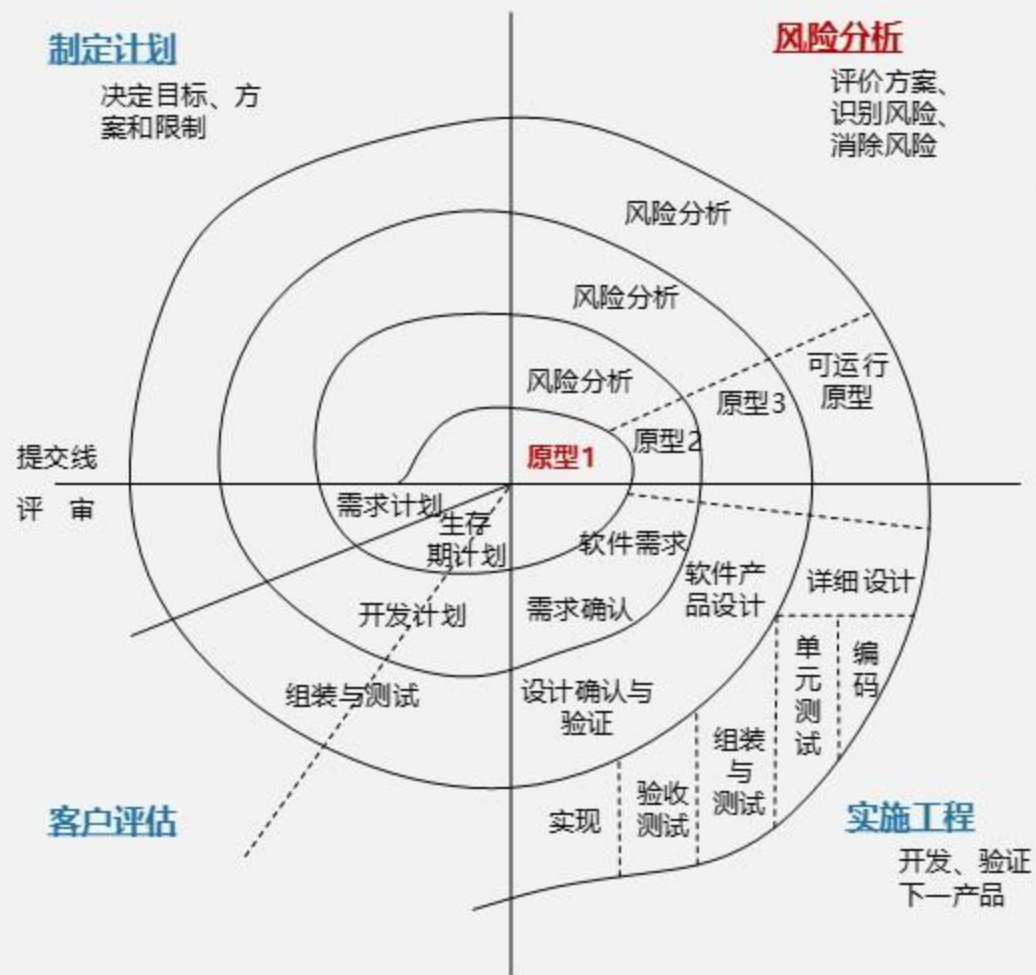 制定计划
决定目标、方
案和限制
风险分析
评价方案、
识别风险、
消除风险
风险分析
风险分析
风险分析
可运行
原型
原型3
原型2
原型1
提交线
评 审
需求计划
生存
期计划
软件需求
软件产
品设计
详细设计
开发计划
需求确认
单
元
测
试
编
码
组装与测试
设计确认与
验证
组装
与
测试
验收
测试
实现
客户评估
实施工程
开发、验证
下一产品